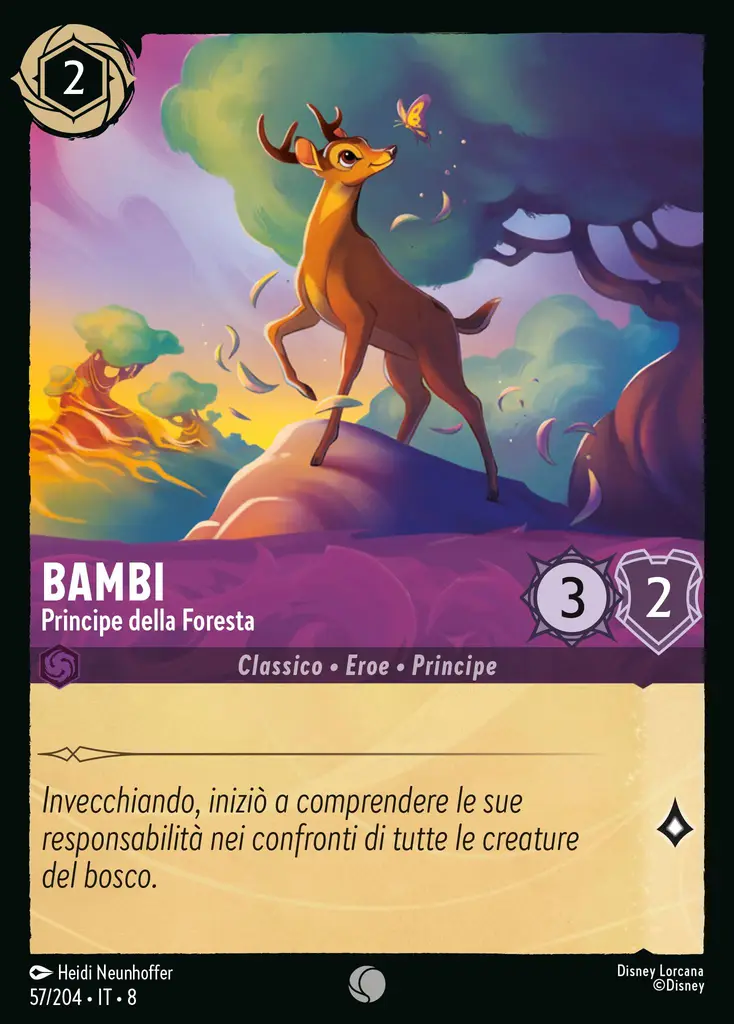 2
BAMBI
Principe della Foresta
3
2
Classico • Eroe • Principe
Invecchiando, iniziò a comprendere le sue
responsabilità nei confronti di tutte le creature
del bosco.
Heidi Neunhoffer
57/204 • IT • 8
Disney Lorcana
©Disney